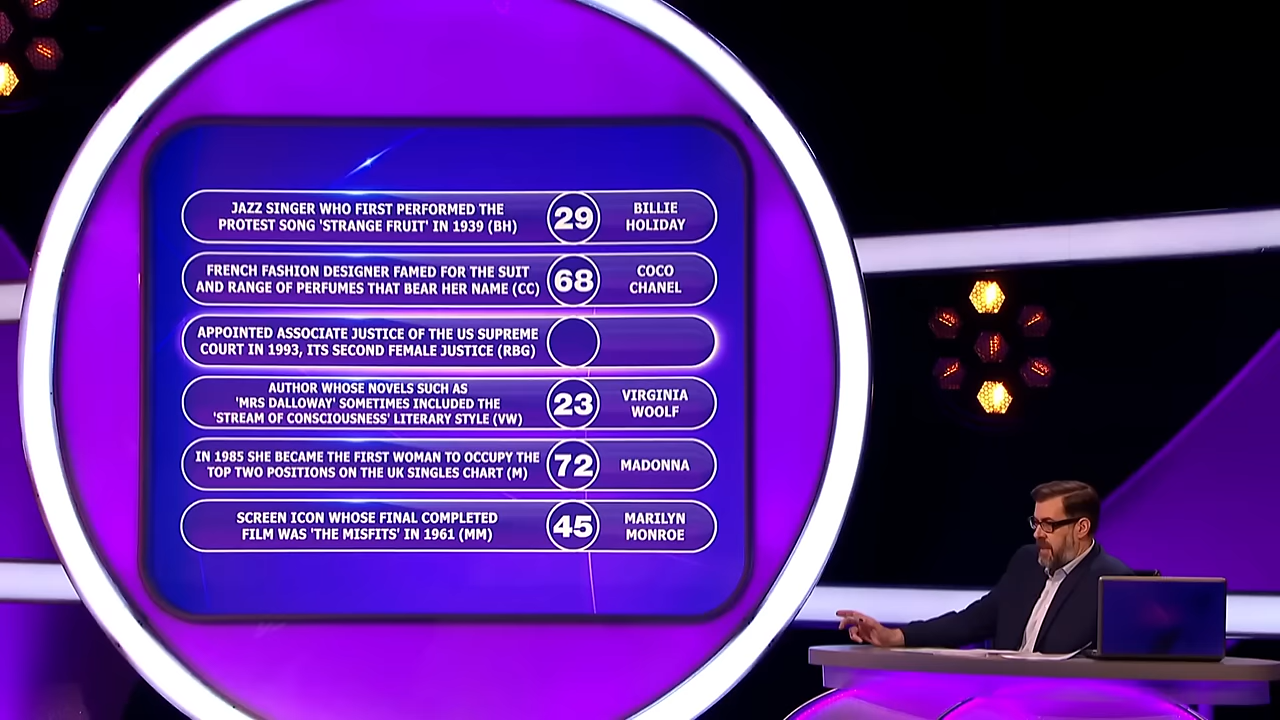 JAZZ SINGER WHO FIRST PERFORMED THE
PROTEST SONG 'STRANGE FRUIT' IN 1939 (BH)
29
BILLIE
HOLIDAY
FRENCH FASHION DESIGNER FAMED FOR THE SUIT
AND RANGE OF PERFUMES THAT BEAR HER NAME (CC)
68
COCO
CHANEL
APPOINTED ASSOCIATE JUSTICE OF THE US SUPREME
COURT IN 1993, ITS SECOND FEMALE JUSTICE (RBG)
AUTHOR WHOSE NOVELS SUCH AS
'MRS DALLOWAY' SOMETIMES INCLUDED THE
'STREAM OF CONSCIOUSNESS' LITERARY STYLE (VW)
23
VIRGINIA
WOOLF
IN 1985 SHE BECAME THE FIRST WOMAN TO OCCUPY THE
TOP TWO POSITIONS ON THE UK SINGLES CHART (M)
72
MADONNA
SCREEN ICON WHOSE FINAL COMPLETED
FILM WAS 'THE MISFITS' IN 1961 (MM)
45
MARILYN
MONROE